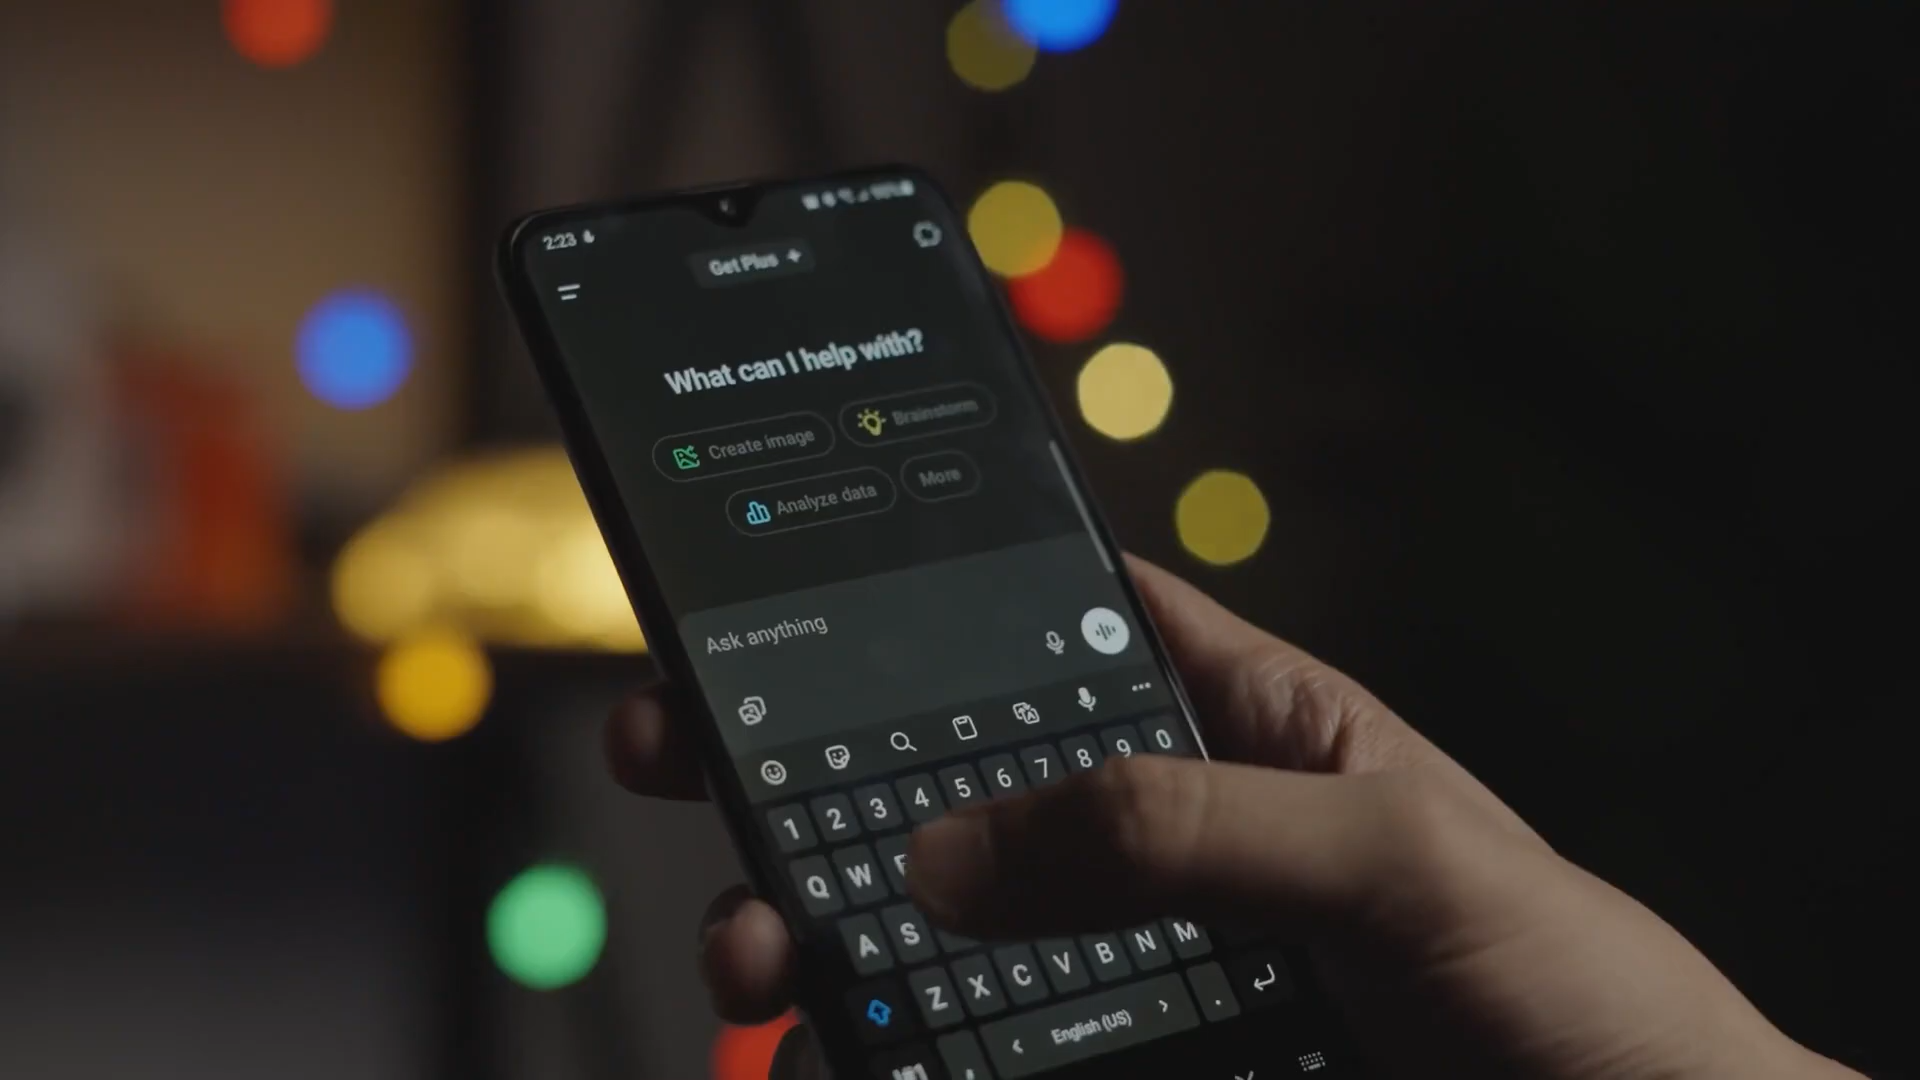 2:23
Get Plus +
What can I help with?
Create image
Brainstorm
Analyze data
More
Ask anything
1 2 3 4 5 6 7 8 9 0
Q W
A S
Z X C V B N M
, < English (US) > .